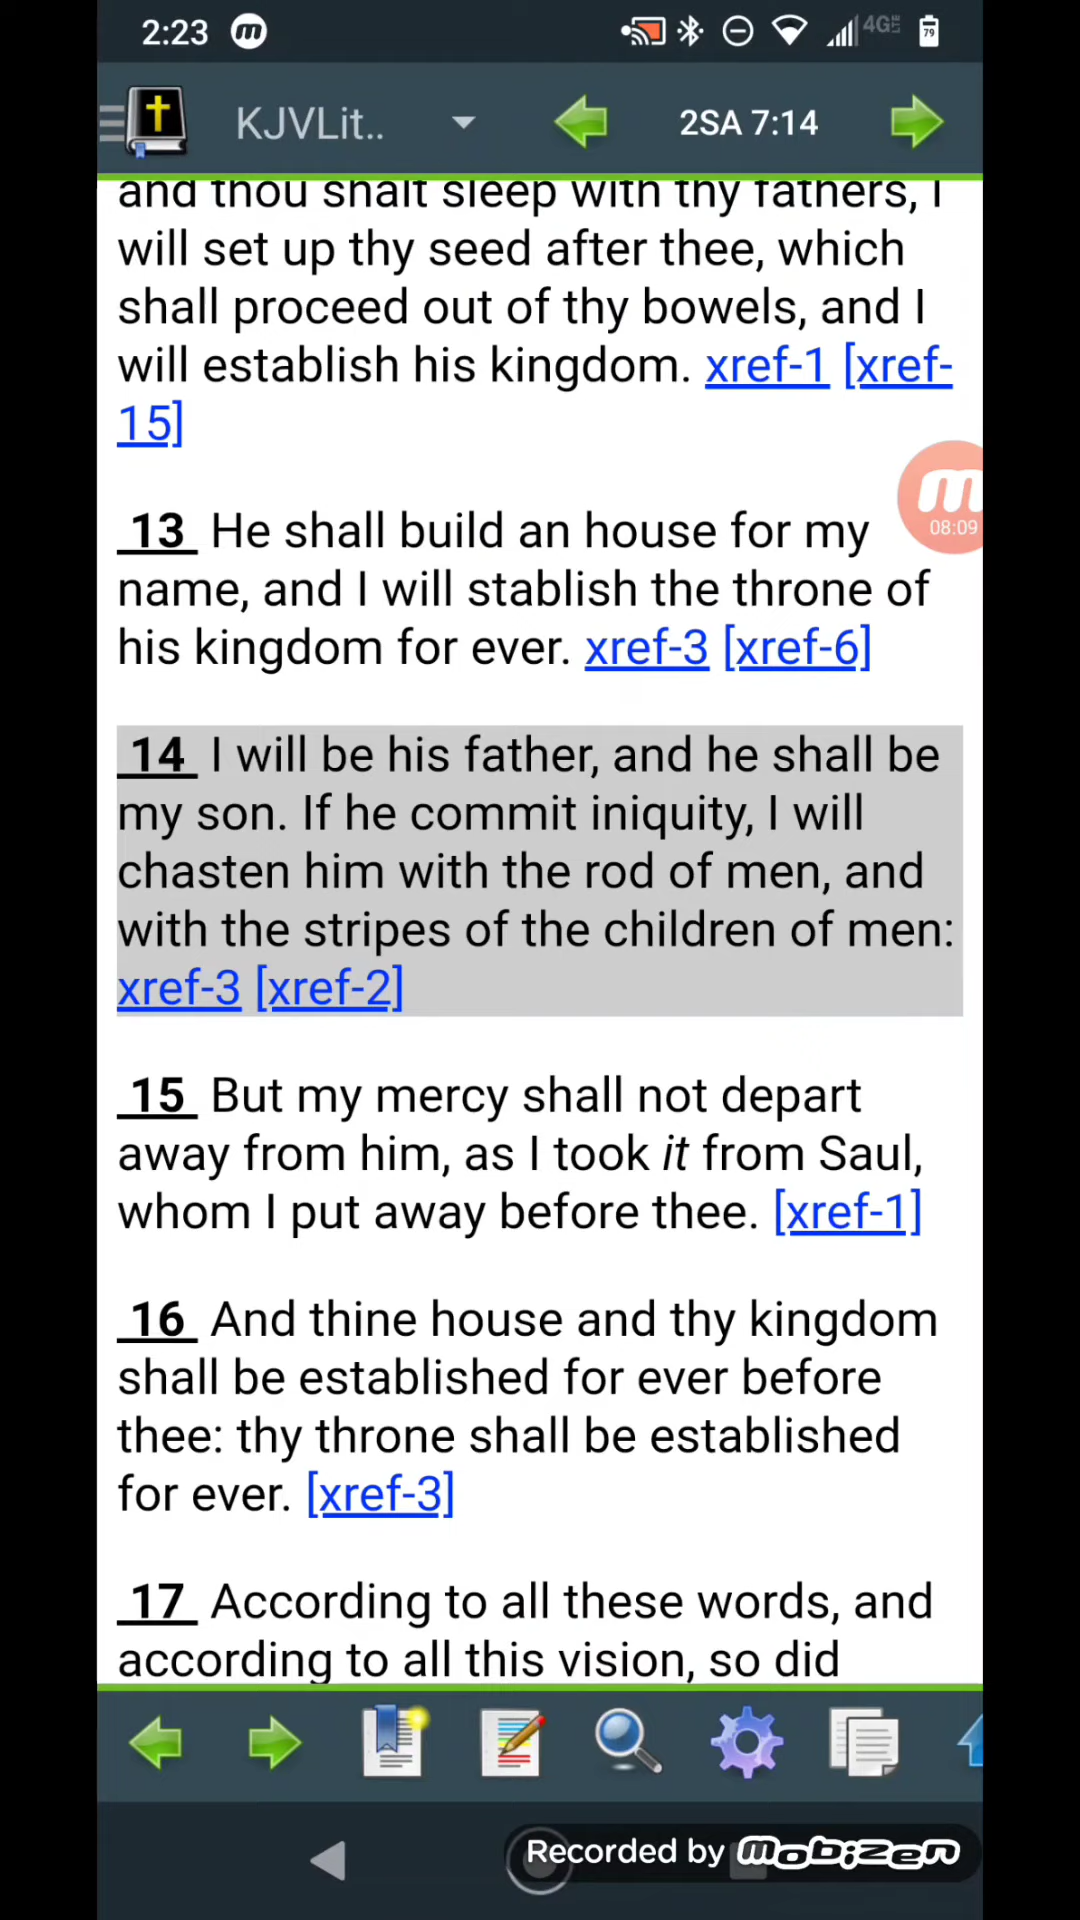 2:23
4G
79
KJVLit..
2SA 7:14
and thou shalt sleep with thy fathers, I
will set up thy seed after thee, which
shall proceed out of thy bowels, and I
will establish his kingdom. xref-1 [xref-
15]
08:09
13 He shall build an house for my
name, and I will stablish the throne of
his kingdom for ever. xref-3 [xref-6]
14 I will be his father, and he shall be
my son. If he commit iniquity, I will
chasten him with the rod of men, and
with the stripes of the children of men:
xref-3 [xref-2]
15 But my mercy shall not depart
away from him, as I took it from Saul,
whom I put away before thee. [xref-1]
16 And thine house and thy kingdom
shall be established for ever before
thee: thy throne shall be established
for ever. [xref-3]
17 According to all these words, and
according to all this vision, so did
Recorded by mobizen